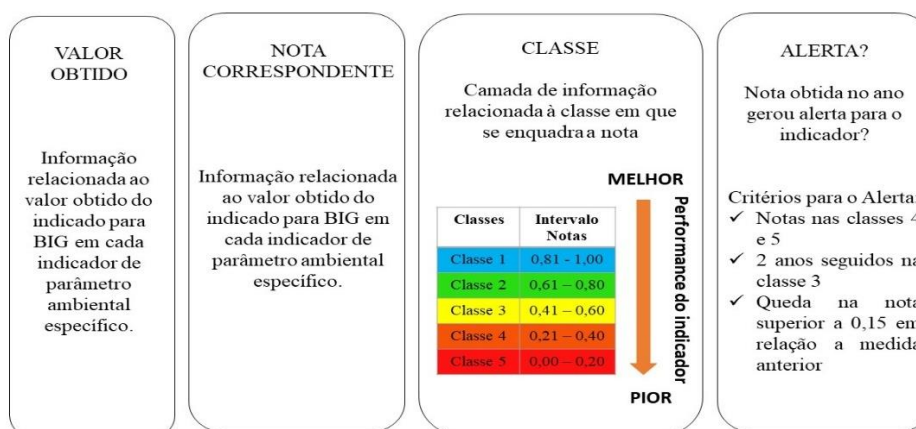 VALOR
OBTIDO
Informação
relacionada ao
valor obtido do
indicado para
BIG em cada
indicador de
parâmetro
ambiental
específico.
NOTA
CORRESPONDENTE
Informação relacionada
ao valor obtido do
indicado para BIG em
cada indicador de
parâmetro ambiental
específico.
CLASSE
Camada de informação
relacionada à classe em que
se enquadra a nota
MELHOR
Performance do indicador
PIOR
Classes Intervalo
Notas
Classe 1 0,81 - 1,00
Classe 2 0,61 – 0,80
Classe 3 0,41 – 0,60
Classe 4 0,21 – 0,40
Classe 5 0,00 – 0,20
ALERTA?
Nota obtida no ano
gerou alerta para o
indicador?
Critérios para o Alerta:
✓ Notas nas classes 4
e 5
✓ 2 anos seguidos na
classe 3
✓ Queda na nota
superior a 0,15 em
relação a medida
anterior